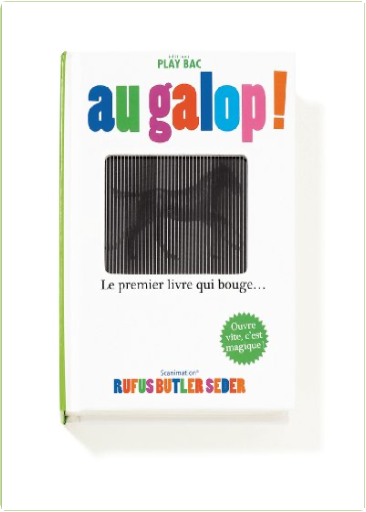 éditions
PLAY BAC
au galop !
Le premier livre qui bouge...
Ouvre
vite, c'est
magique !
Scanimation®
RUFUS BUTLER SEDER